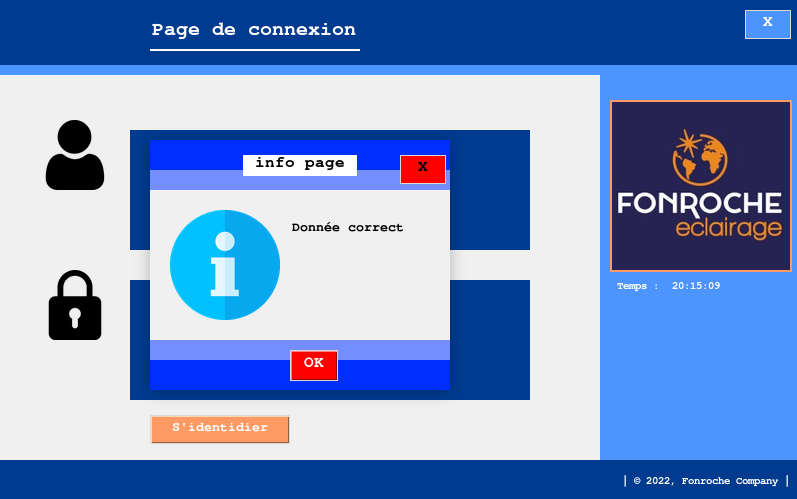 Page de connexion
X
info page
X
Donnée correct
OK
S'identidier
FONROCHE
eclairage
Temps : 20:15:09
| © 2022, Fonroche Company |